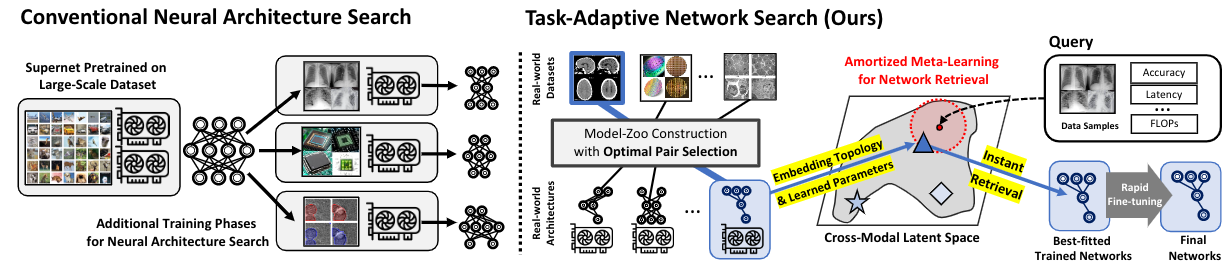 Conventional Neural Architecture Search
Supernet Pretrained on
Large-Scale Dataset
Additional Training Phases
for Neural Architecture Search
Task-Adaptive Network Search (Ours)
Real-world
Datasets
...
Model-Zoo Construction
with Optimal Pair Selection
Real-world
Architectures
...
Embedding Topology
& Learned Parameters
Amortized Meta-Learning
for Network Retrieval
Cross-Modal Latent Space
Instant
Retrieval
Query
Data Samples
Accuracy
Latency
...
FLOPs
Best-fitted
Trained Networks
Rapid
Fine-tuning
Final
Networks